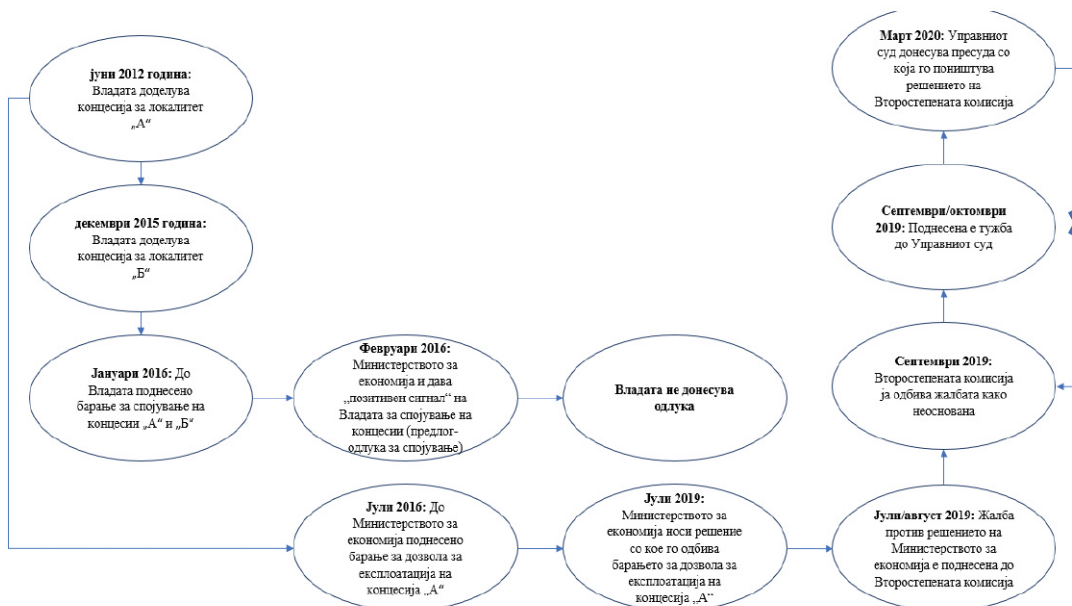 јуни 2012 година:
Владата доделува
концесија за локалитет
„А“
декември 2015 година:
Владата доделува
концесија за локалитет
„Б“
Јануари 2016: До
Владата поднесено
барање за спојување на
концесии „А“ и „Б“
Февруари 2016:
Министерството за
економија и дава
„позитивен сигнал“ на
Владата за спојување на
концесии (предлог-
одлука за спојување)
Владата не донесува
одлука
Јули 2016: До
Министерството за
економија поднесено
барање за дозвола за
експлоатација на
концесија „А“
Јули 2019:
Министерството за
економија носи решение
со кое го одбива
барањето за дозвола за
експлоатација на
концесија „А“
Јули/август 2019: Жалба
против решението на
Министерството за
економија е поднесена до
Второстепената комисија
Септември 2019:
Второстепената комисија
ја одбива жалбата како
неоснована
Септември/октомври
2019: Поднесена е тужба
до Управниот суд
Март 2020: Управниот
суд донесува пресуда со
која го поништува
решението на
Второстепената комисија